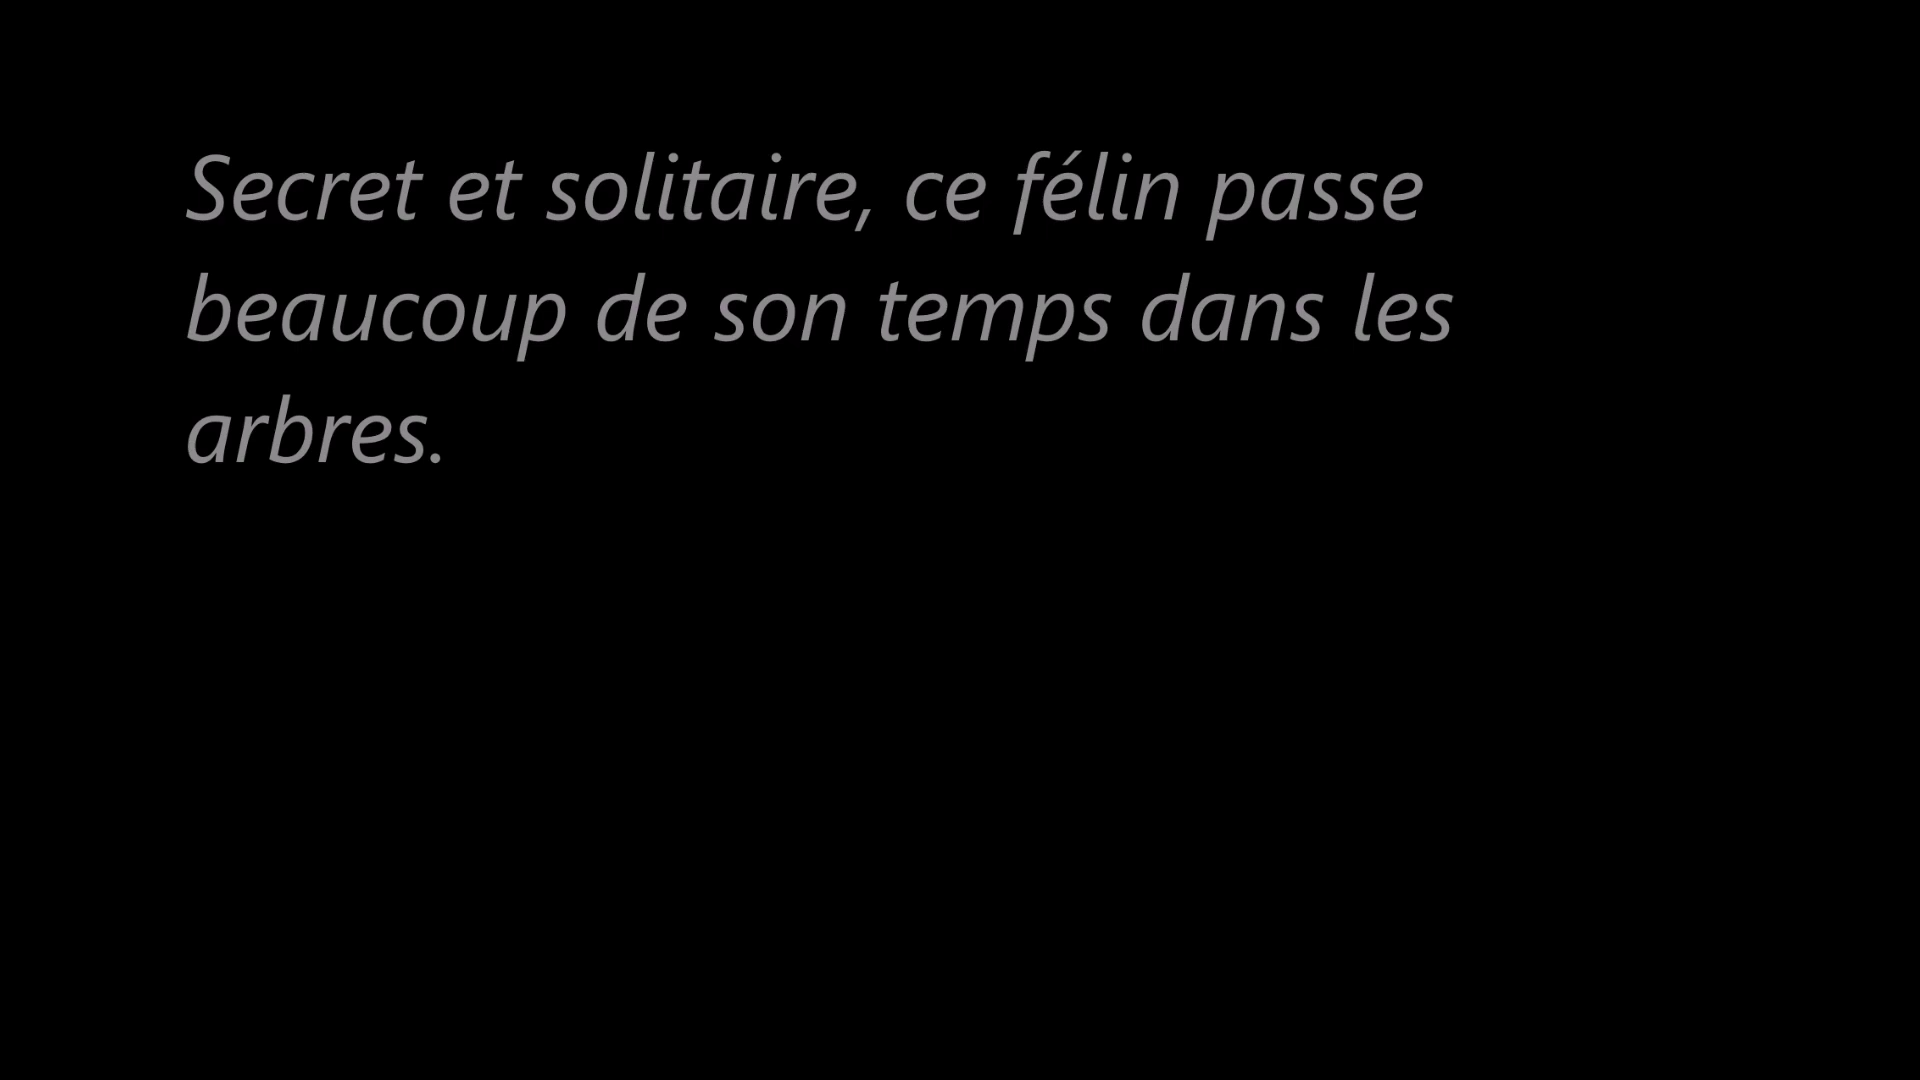 Secret et solitaire, ce félin passe
beaucoup de son temps dans les
arbres.